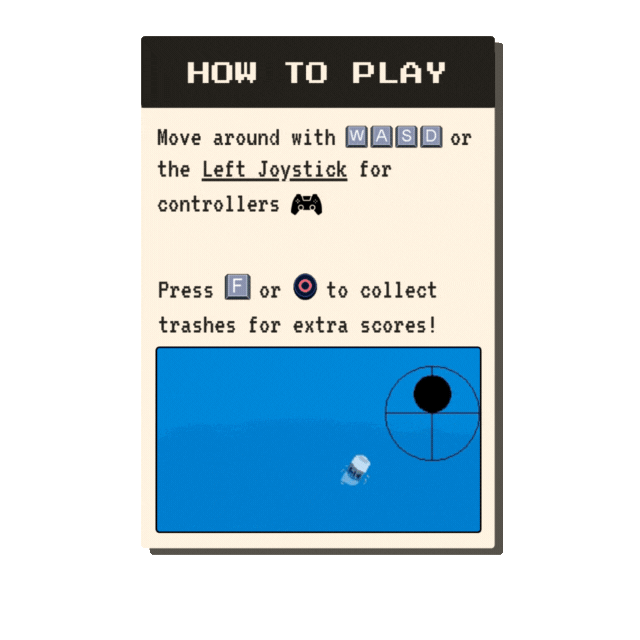 HOW TO PLAY
Move around with W A S D or
the Left Joystick for
controllers
Press F or to collect
trashes for extra scores!